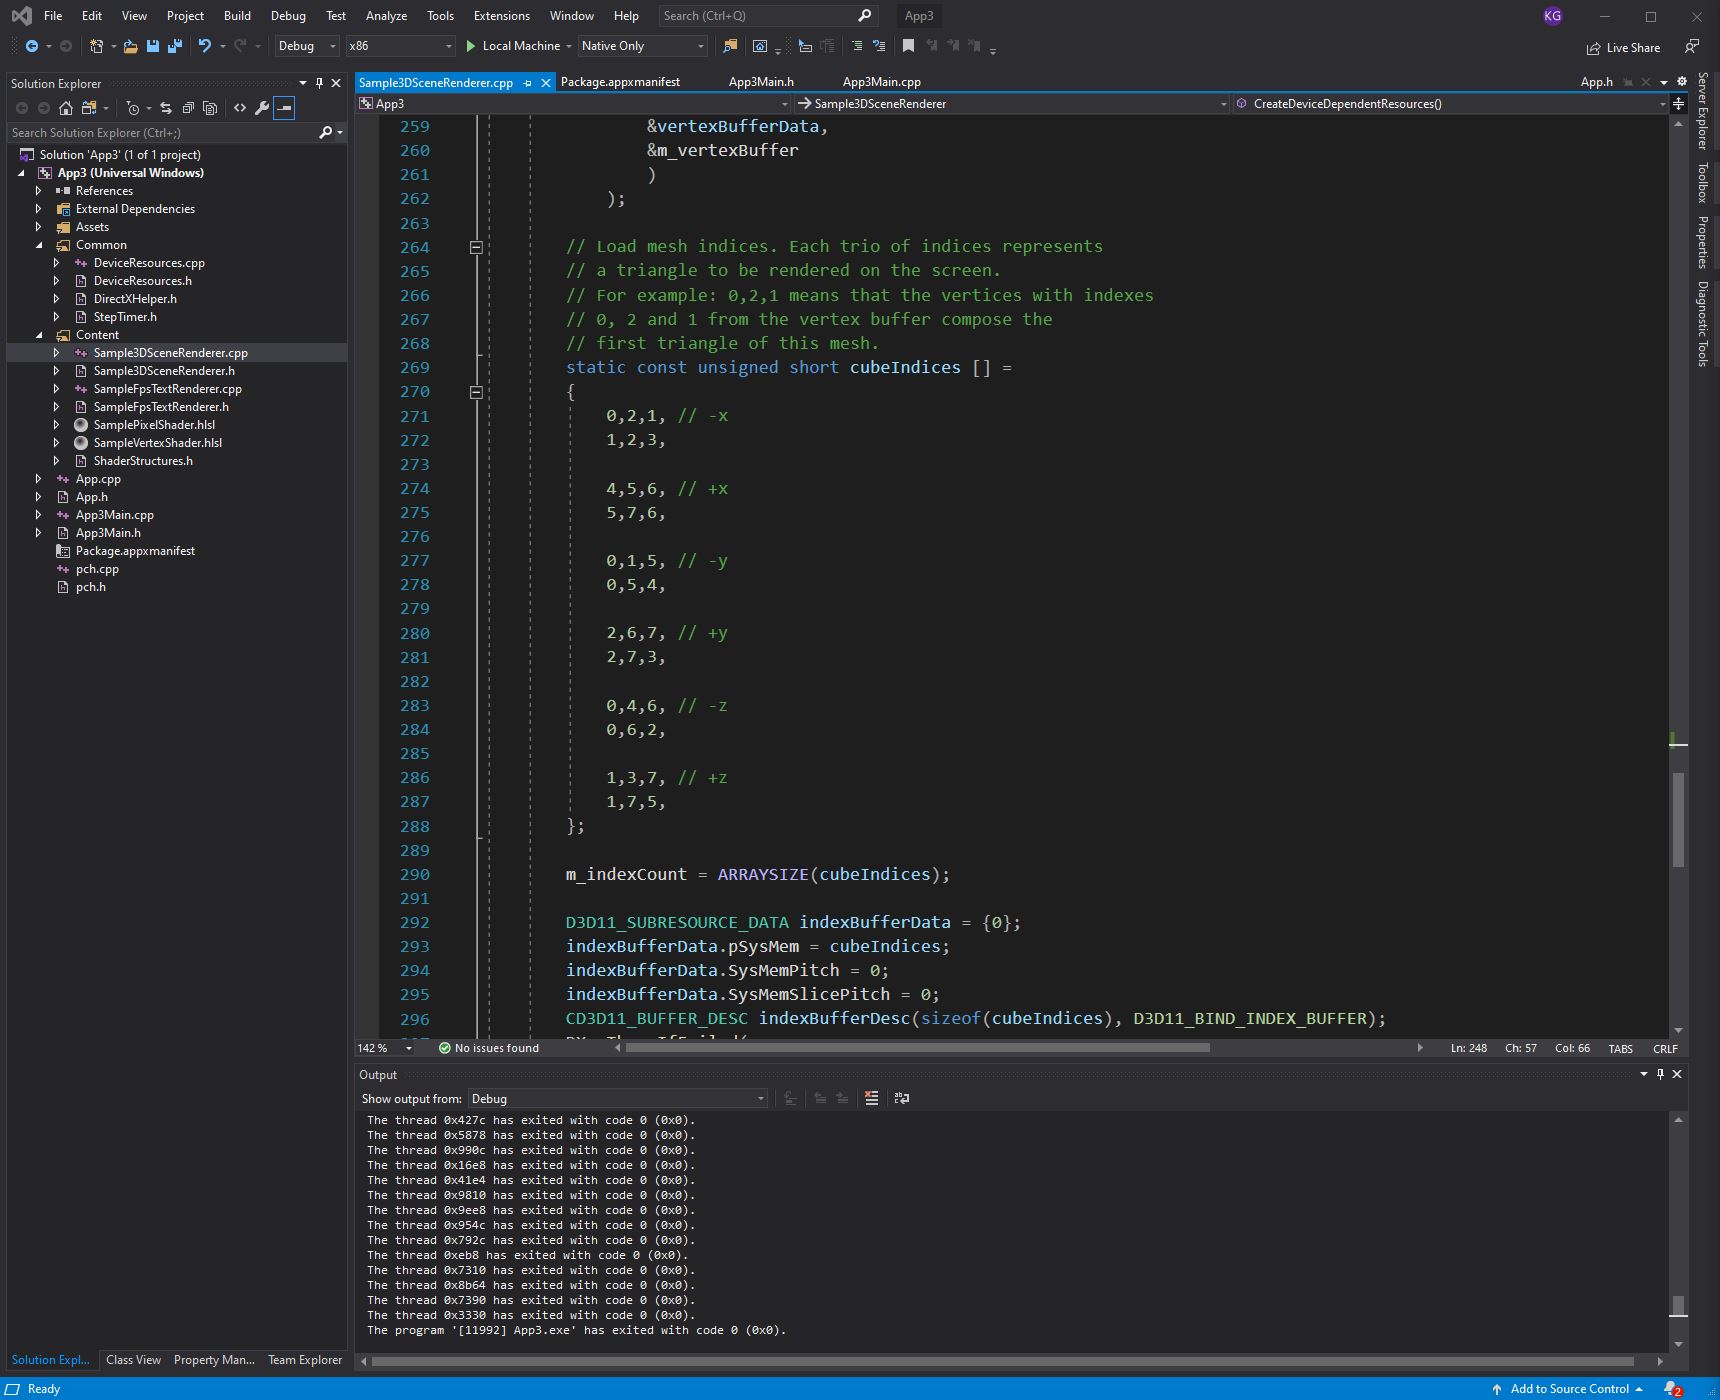 File Edit View Project Build Debug Test Analyze Tools Extensions Window Help Search (Ctrl+Q) App3 KG
Debug x86 Local Machine Native Only Live Share
Solution Explorer
Search Solution Explorer (Ctrl+;)
Solution 'App3' (1 of 1 project)
App3 (Universal Windows)
References
External Dependencies
Assets
Common
DeviceResources.cpp
DeviceResources.h
DirectXHelper.h
StepTimer.h
Content
Sample3DSceneRenderer.cpp
Sample3DSceneRenderer.h
SampleFpsTextRenderer.cpp
SampleFpsTextRenderer.h
SamplePixelShader.hlsl
SampleVertexShader.hlsl
ShaderStructures.h
App.cpp
App.h
App3Main.cpp
App3Main.h
Package.appxmanifest
pch.cpp
pch.h
Solution Expl... Class View Property Man... Team Explorer
Sample3DSceneRenderer.cpp Package.appxmanifest App3Main.h App3Main.cpp App.h
App3 Sample3DSceneRenderer CreateDeviceDependentResources()
259 &vertexBufferData,
260 &m_vertexBuffer
261 )
262 );
263
264 // Load mesh indices. Each trio of indices represents
265 // a triangle to be rendered on the screen.
266 // For example: 0,2,1 means that the vertices with indexes
267 // 0, 2 and 1 from the vertex buffer compose the
268 // first triangle of this mesh.
269 static const unsigned short cubeIndices [] =
270 {
271 0,2,1, // -x
272 1,2,3,
273
274 4,5,6, // +x
275 5,7,6,
276
277 0,1,5, // -y
278 0,5,4,
279
280 2,6,7, // +y
281 2,7,3,
282
283 0,4,6, // -z
284 0,6,2,
285
286 1,3,7, // +z
287 1,7,5,
288 };
289
290 m_indexCount = ARRAYSIZE(cubeIndices);
291
292 D3D11_SUBRESOURCE_DATA indexBufferData = {0};
293 indexBufferData.pSysMem = cubeIndices;
294 indexBufferData.SysMemPitch = 0;
295 indexBufferData.SysMemSlicePitch = 0;
296 CD3D11_BUFFER_DESC indexBufferDesc(sizeof(cubeIndices), D3D11_BIND_INDEX_BUFFER);
142 % No issues found Ln: 248 Ch: 57 Col: 66 TABS CRLF
Output
Show output from: Debug
The thread 0x427c has exited with code 0 (0x0).
The thread 0x5878 has exited with code 0 (0x0).
The thread 0x990c has exited with code 0 (0x0).
The thread 0x16e8 has exited with code 0 (0x0).
The thread 0x41e4 has exited with code 0 (0x0).
The thread 0x9810 has exited with code 0 (0x0).
The thread 0x9ee8 has exited with code 0 (0x0).
The thread 0x954c has exited with code 0 (0x0).
The thread 0x792c has exited with code 0 (0x0).
The thread 0xeb8 has exited with code 0 (0x0).
The thread 0x7310 has exited with code 0 (0x0).
The thread 0x8b64 has exited with code 0 (0x0).
The thread 0x7390 has exited with code 0 (0x0).
The thread 0x3330 has exited with code 0 (0x0).
The program '[11992] App3.exe' has exited with code 0 (0x0).
Server Explorer
Toolbox
Properties
Diagnostic Tools
Ready Add to Source Control 2